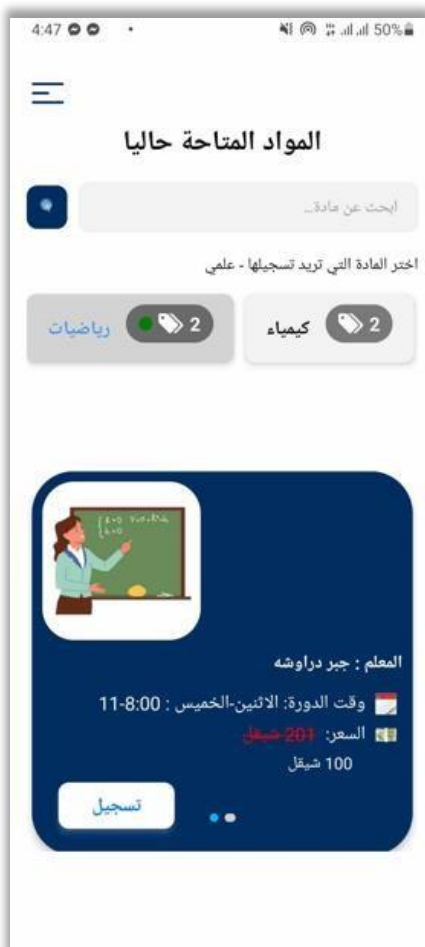 4:47
50%
المواد المتاحة حاليا
ابحث عن مادة...
اختر المادة التي تريد تسجيلها - علمي
2 كيمياء
2 رياضيات
المعلم : جبر دراوشه
وقت الدورة: الاثنين-الخميس : 8:00-11
السعر: 201 شيقل
100 شيقل
تسجيل